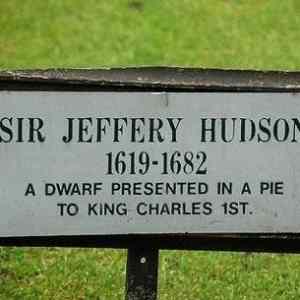 SIR JEFFERY HUDSON
1619-1682
A DWARF PRESENTED IN A PIE
TO KING CHARLES 1ST.